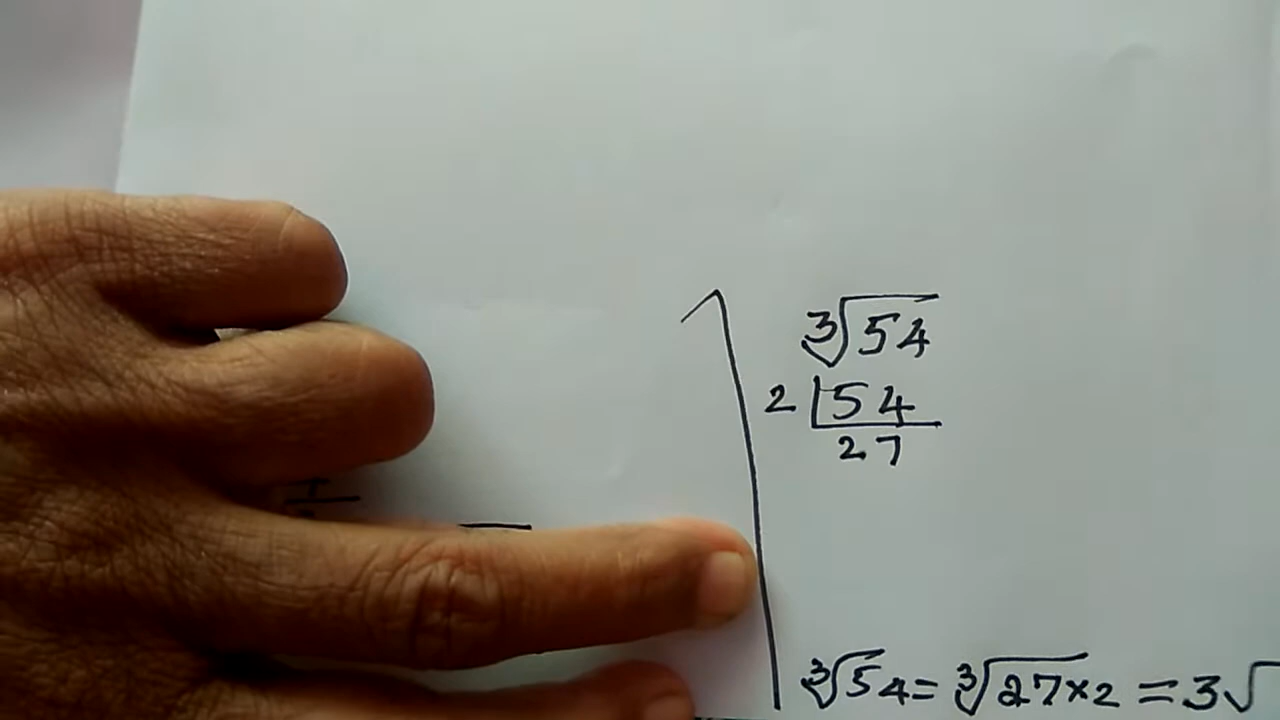 ∛54
2 | 54
27
∛54 = ∛27×2 = 3√